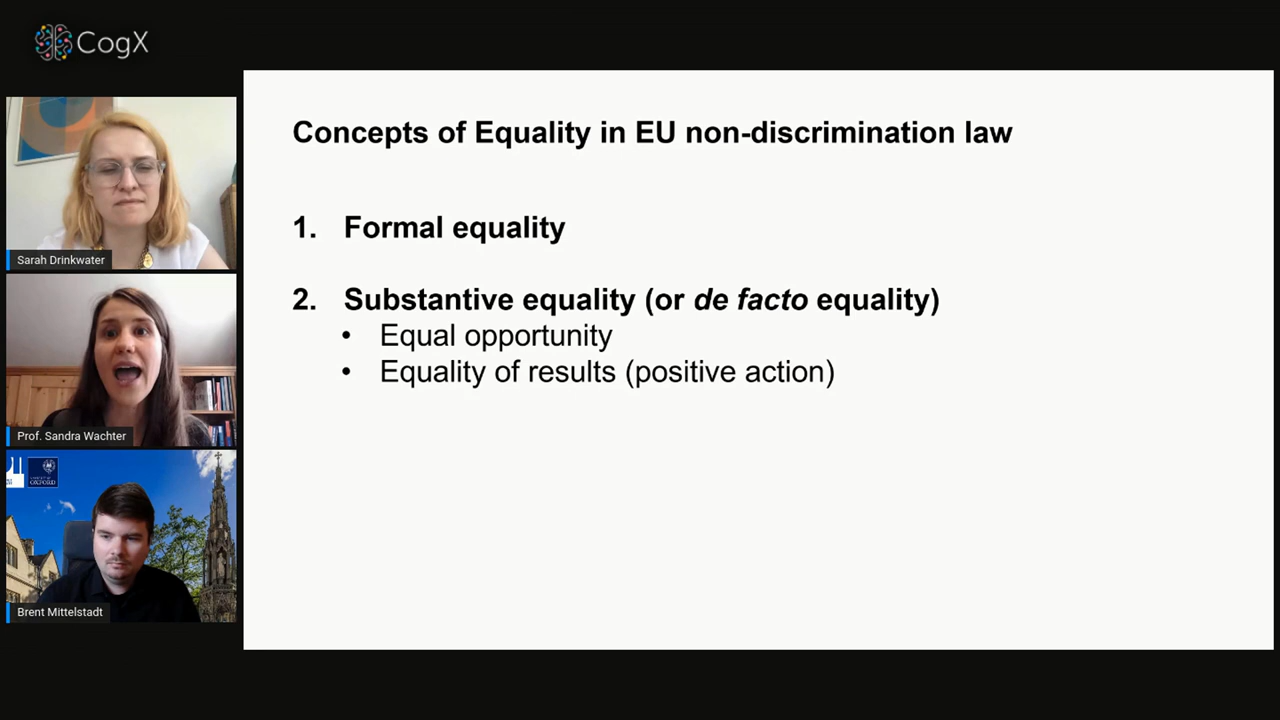 CogX
Sarah Drinkwater
Prof. Sandra Wachter
OXFORD
Brent Mittelstadt
Concepts of Equality in EU non-discrimination law
1. Formal equality
2. Substantive equality (or de facto equality)
• Equal opportunity
• Equality of results (positive action)